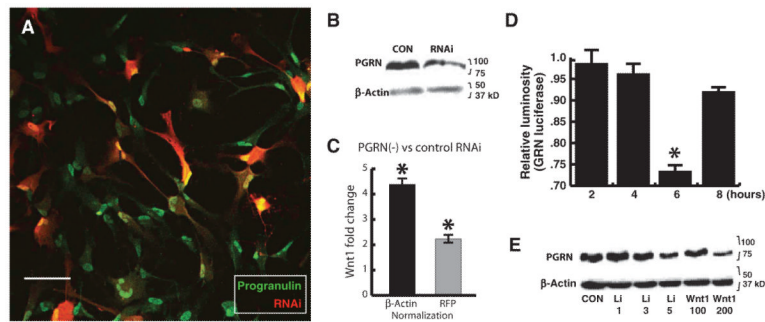 A
Progranulin
RNAi
B
CON RNAi
PGRN
100
75
β-Actin
50
37 kD
C
PGRN(-) vs control RNAi
Wnt1 fold change
5
4
3
2
1
0
β-Actin RFP
Normalization
D
Relative luminosity
(GRN luciferase)
1.0
.95
.90
.85
.80
.75
.70
2 4 6 8 (hours)
E
PGRN
100
75
β-Actin
50
37 kD
CON Li Li Li Wnt1 Wnt1
1 3 5 100 200